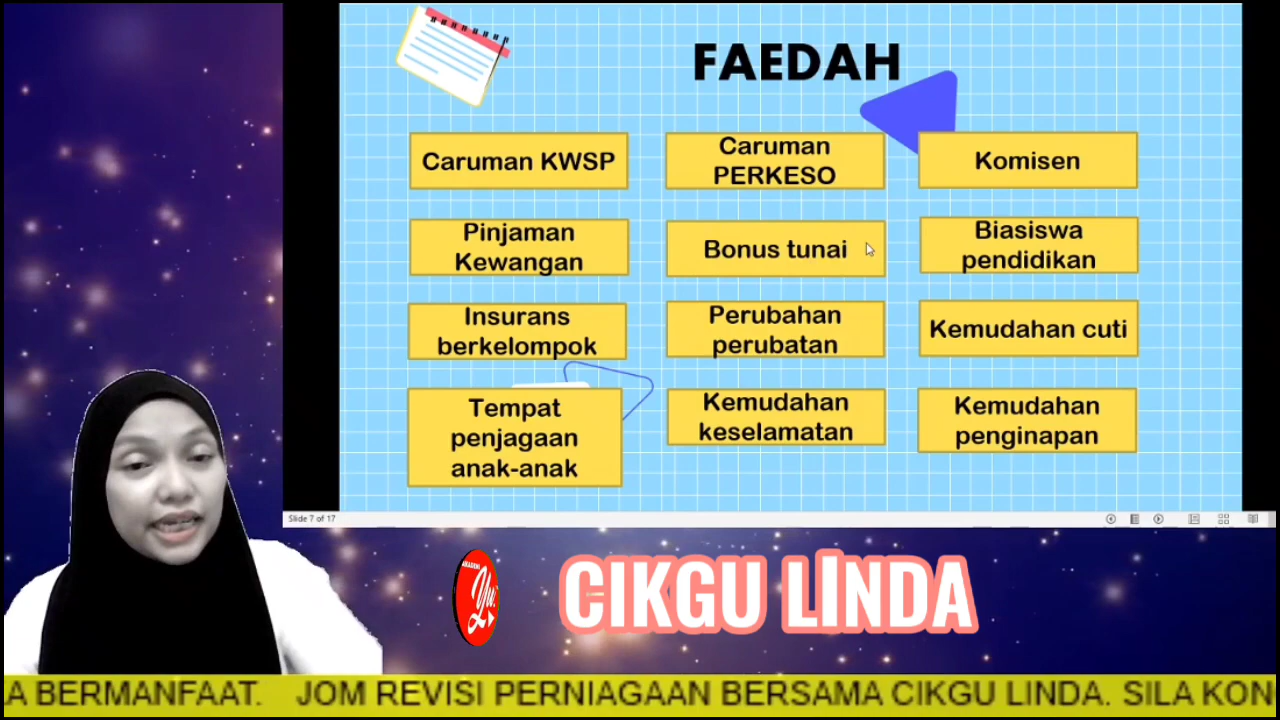 FAEDAH
Caruman KWSP
Caruman
PERKESO
Komisen
Pinjaman
Kewangan
Bonus tunai
Biasiswa
pendidikan
Insurans
berkelompok
Perubahan
perubatan
Kemudahan cuti
Tempat
penjagaan
anak-anak
Kemudahan
keselamatan
Kemudahan
penginapan
Slide 7 of 17
AKADEMI
Yu
CIKGU LINDA
A BERMANFAAT. JOM REVISI PERNIAGAAN BERSAMA CIKGU LINDA. SILA KON